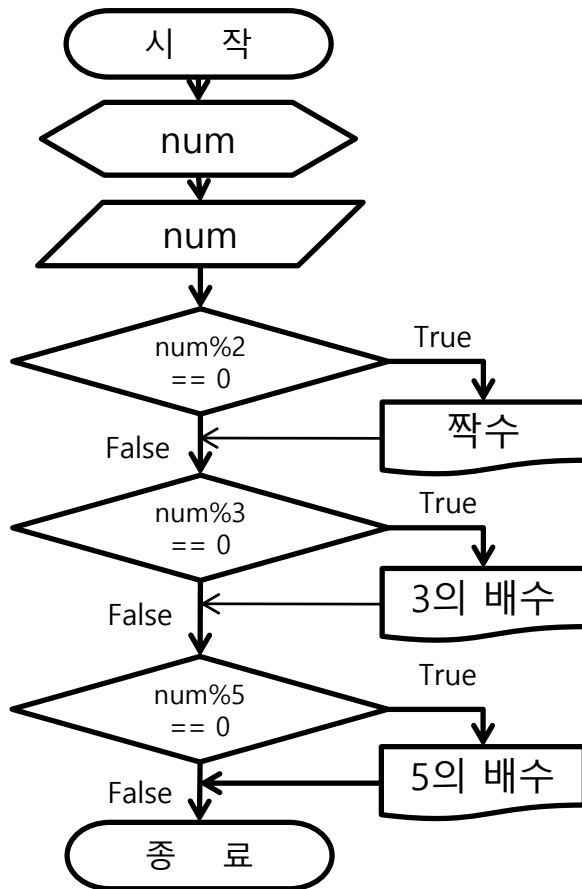 시 작
num
num
num%2
== 0
True
짝수
False
num%3
== 0
True
3의 배수
False
num%5
== 0
True
5의 배수
False
종 료